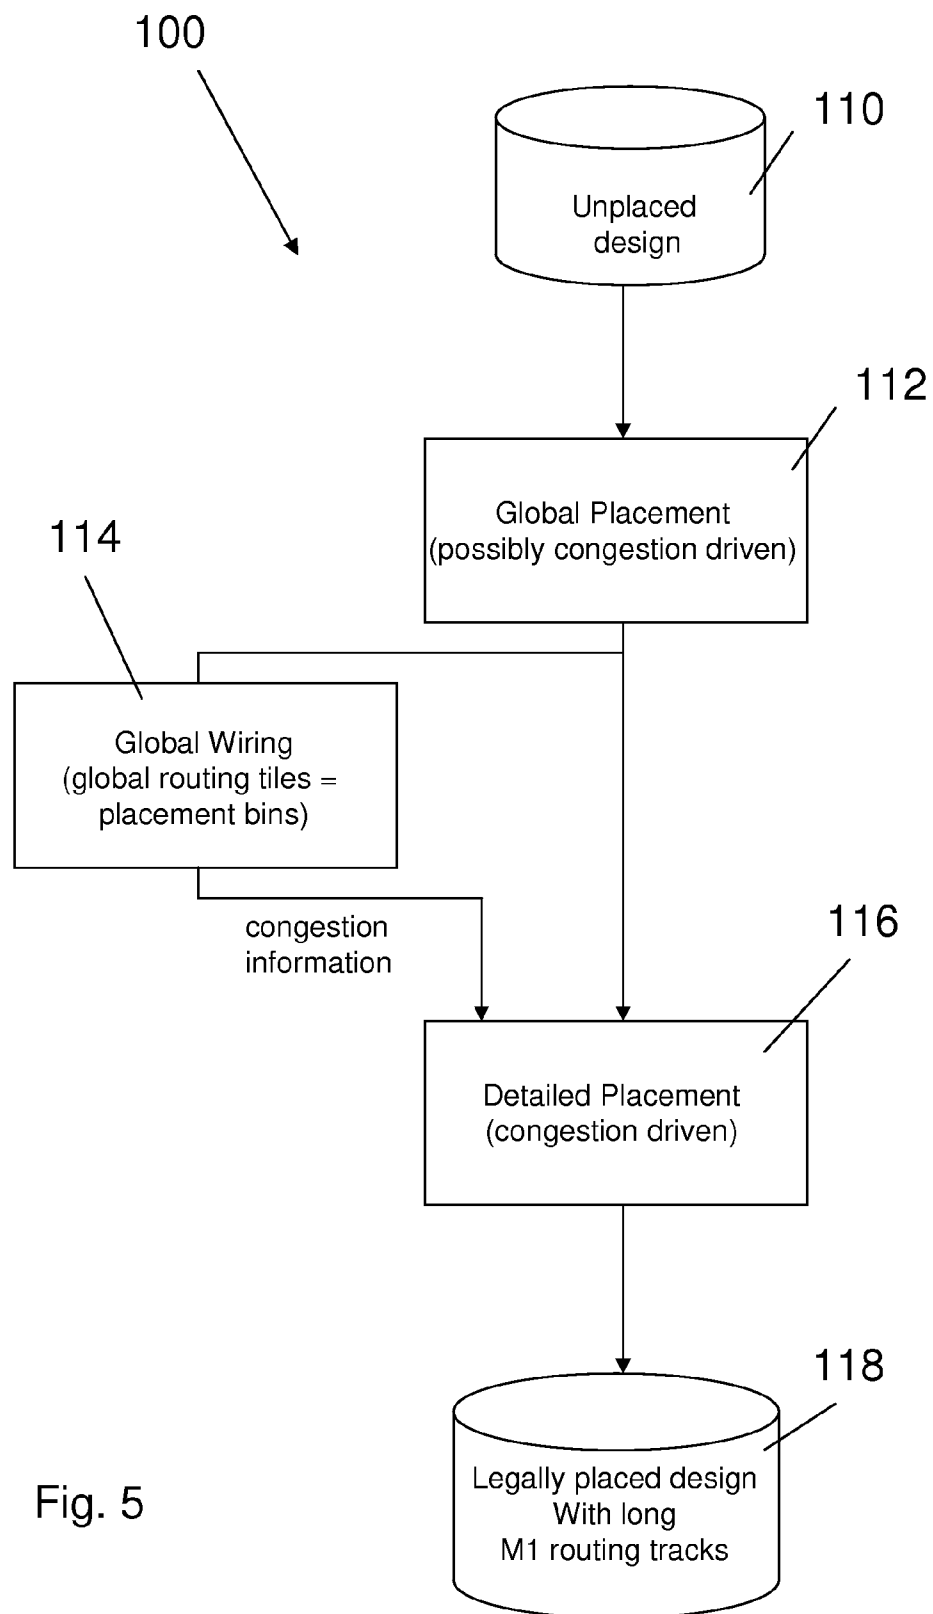 100
110
Unplaced
design
112
Global Placement
(possibly congestion driven)
114
Global Wiring
(global routing tiles =
placement bins)
congestion
information
116
Detailed Placement
(congestion driven)
118
Legally placed design
With long
M1 routing tracks
Fig. 5